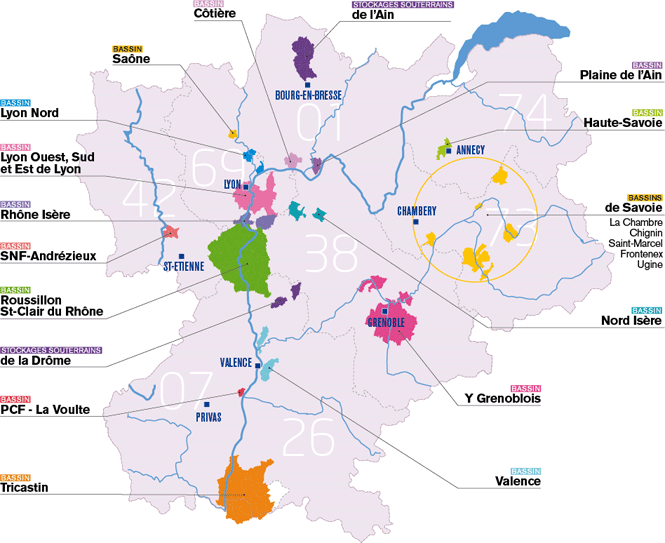 BASSIN
Côtière
STOCKAGES SOUTERRAINS
de l'Ain
BASSIN
Saône
BASSIN
Plaine de l'Ain
BOURG-EN-BRESSE
01
74
BASSIN
Lyon Nord
BASSIN
Haute-Savoie
BASSIN
Lyon Ouest, Sud
et Est de Lyon
69
ANNECY
LYON
42
BASSIN
Rhône Isère
CHAMBERY
73
BASSINS
de Savoie
La Chambre
Chignin
Saint-Marcel
Frontenex
Ugine
BASSIN
SNF-Andrézieux
ST-ETIENNE
38
BASSIN
Roussillon
St-Clair du Rhône
BASSIN
Nord Isère
GRENOBLE
STOCKAGES SOUTERRAINS
de la Drôme
VALENCE
BASSIN
Y Grenoblois
BASSIN
PCF - La Voulte
07
PRIVAS
26
BASSIN
Valence
BASSIN
Tricastin